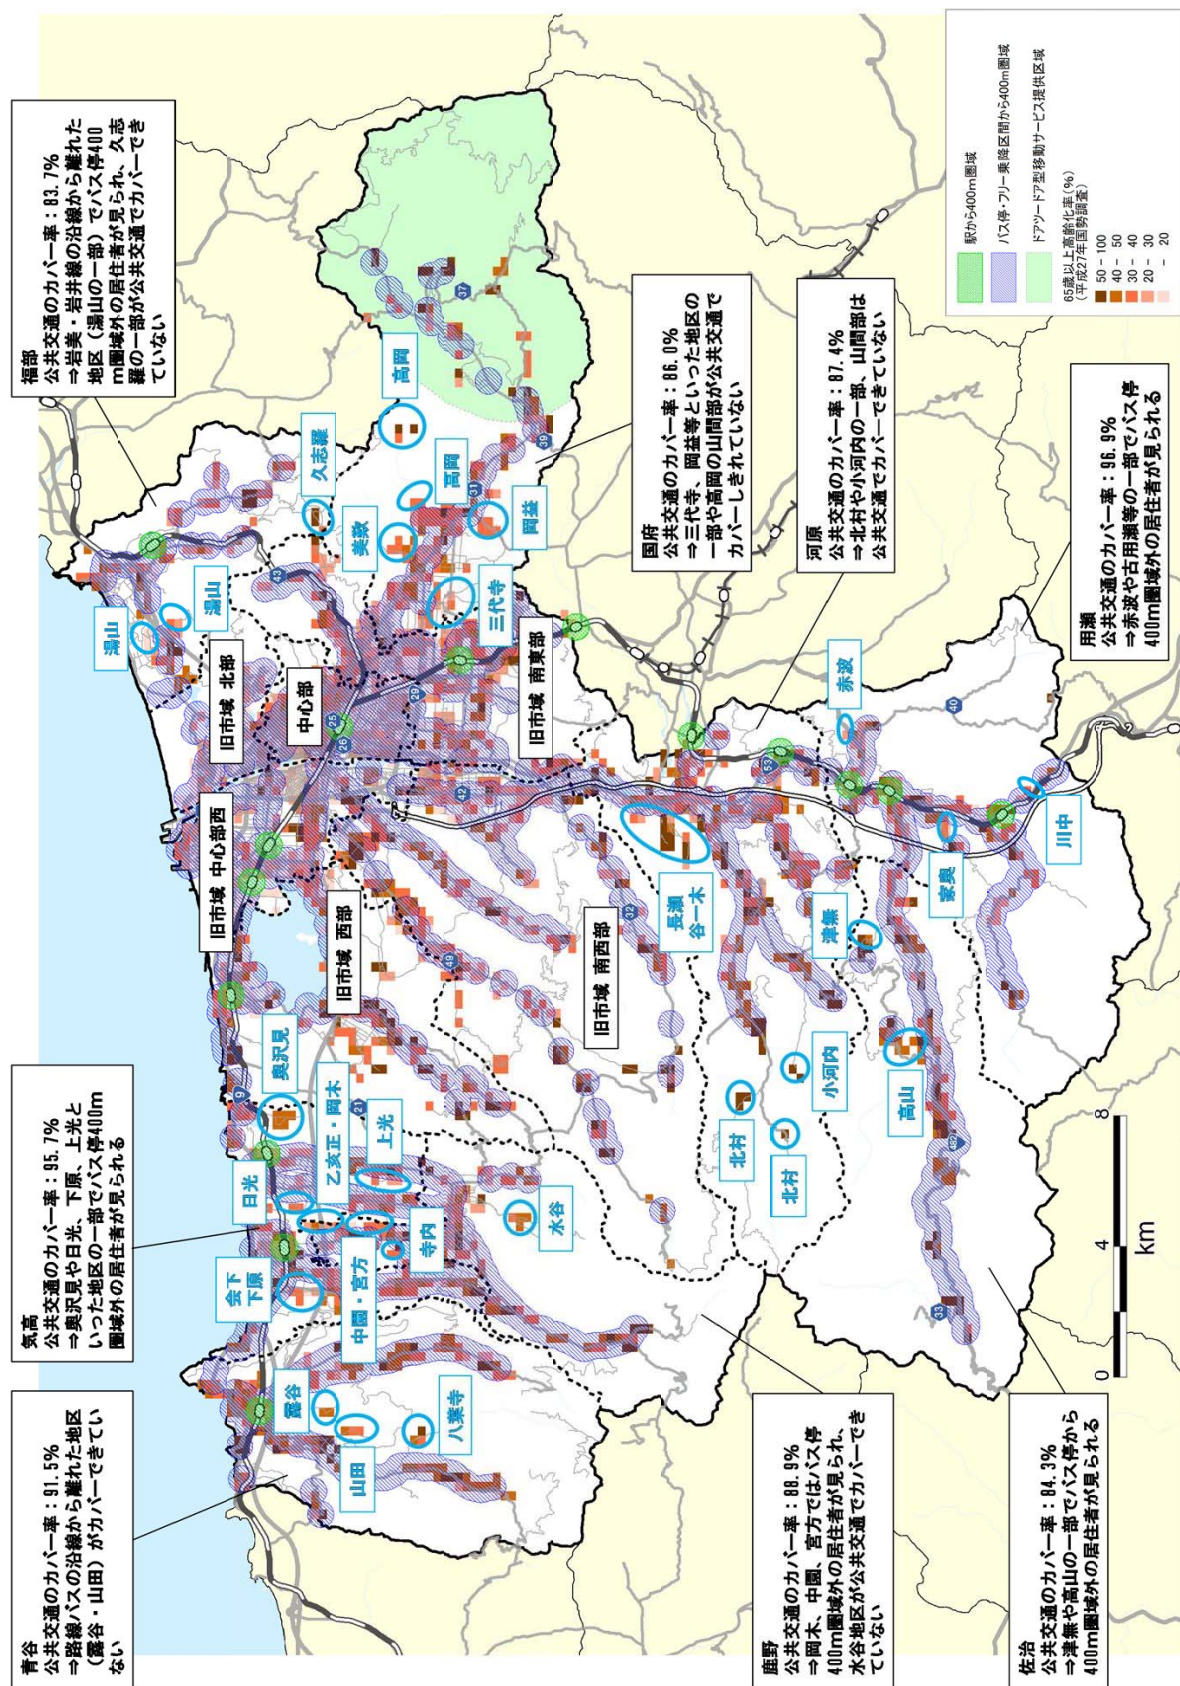 青谷
公共交通のカバー率：91.5%
⇒路線バスの沿線から離れた地区
（露谷・山田）がカバーできてい
ない
気高
公共交通のカバー率：95.7%
⇒奥沢見や日光、下原、上光と
いった地区の一部でバス停400m
圏域外の居住者が見られる
福部
公共交通のカバー率：83.7%
⇒岩美・岩井線の沿線から離れた
地区（湯山の一部）でバス停400
m圏域外の居住者が見られ、久志
羅の一部が公共交通でカバーでき
ていない
国府
公共交通のカバー率：86.0%
⇒三代寺、岡益等といった地区の
一部や高岡の山間部が公共交通で
カバーしきれていない
河原
公共交通のカバー率：87.4%
⇒北村や小河内の一部、山間部は
公共交通でカバーできていない
用瀬
公共交通のカバー率：96.9%
⇒赤波や古用瀬等の一部でバス停
400m圏域外の居住者が見られる
鹿野
公共交通のカバー率：88.9%
⇒岡木、中園、宮方ではバス停
400m圏域外の居住者が見られ、
水谷地区が公共交通でカバーでき
ていない
佐治
公共交通のカバー率：84.3%
⇒津無や高山の一部でバス停から
400m圏域外の居住者が見られる
旧市域 中心部西
旧市域 北部
中心部
旧市域 西部
旧市域 南東部
旧市域 南西部
湯山
湯山
久志羅
高岡
美歎
高岡
岡益
三代寺
奥沢見
日光
乙亥正・岡木
上光
会下
下原
中園・宮方
寺内
水谷
露谷
山田
八葉寺
長瀬
谷一木
北村
北村
小河内
津無
高山
赤波
家奥
川中
9
21
25
26
29
31
32
33
37
39
40
42
43
49
53
482
駅から400m圏域
バス停・フリー乗降区間から400m圏域
ドアツードア型移動サービス提供区域
65歳以上高齢化率(%)
（平成27年国勢調査）
50 - 100
40 - 50
30 - 40
20 - 30
- 20
0
4
8
km